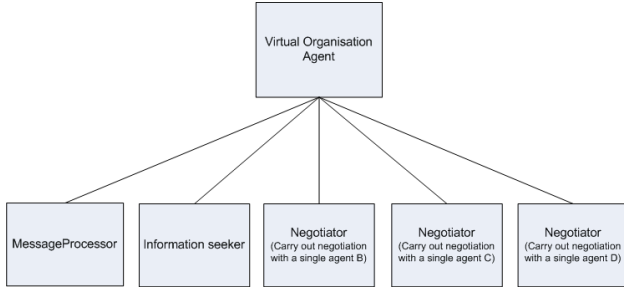 Virtual Organisation
Agent
MessageProcessor
Information seeker
Negotiator
(Carry out negotiation
with a single agent B)
Negotiator
(Carry out negotiation
with a single agent C)
Negotiator
(Carry out negotiation
with a single agent D)